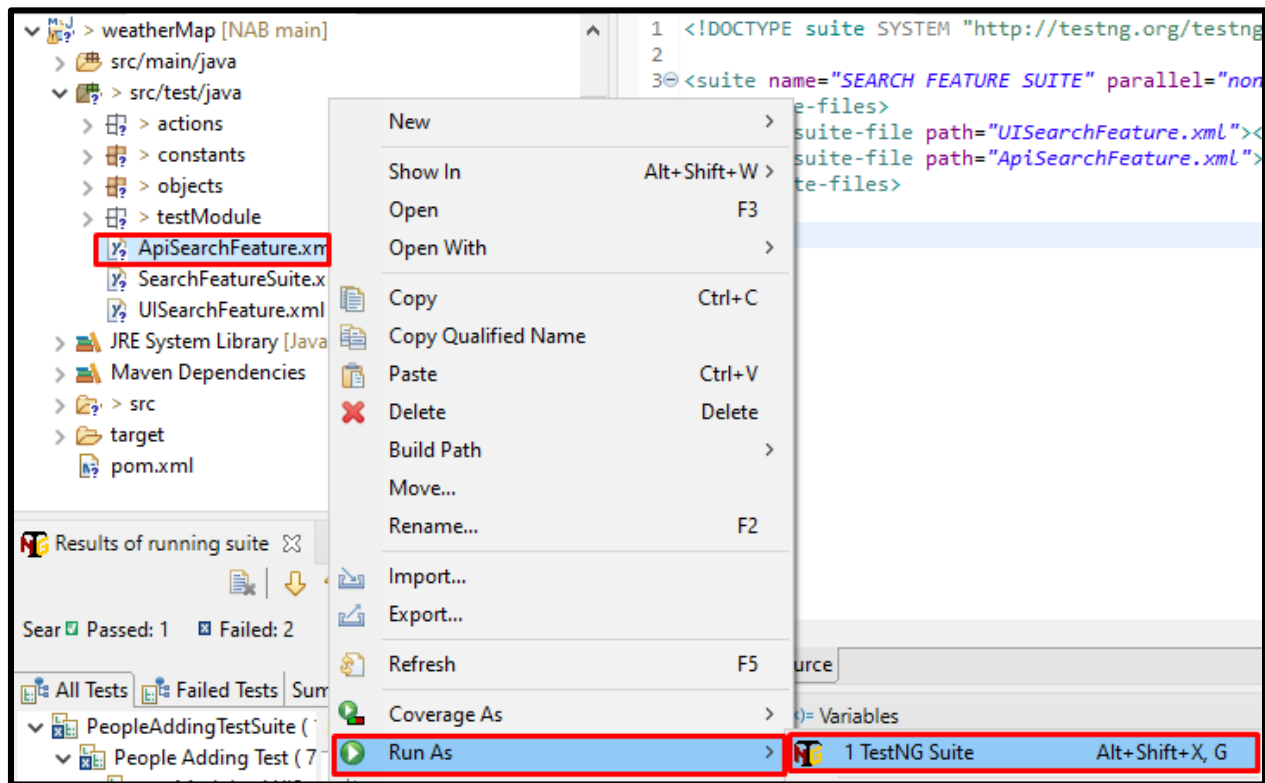 > weatherMap [NAB main]
> src/main/java
> src/test/java
> actions
> constants
> objects
> testModule
ApiSearchFeature.xm
SearchFeatureSuite.x
UISearchFeature.xml
JRE System Library [Java
Maven Dependencies
> src
target
pom.xml
1 <!DOCTYPE suite SYSTEM "http://testng.org/testng
2
3 <suite name="SEARCH FEATURE SUITE" parallel="non
e-files>
suite-file path="UISearchFeature.xml"><
suite-file path="ApiSearchFeature.xml">
te-files>
New
Show In Alt+Shift+W >
Open F3
Open With
Copy Ctrl+C
Copy Qualified Name
Paste Ctrl+V
Delete Delete
Build Path
Move...
Rename... F2
Import...
Export...
Refresh F5
Coverage As
Run As
1 TestNG Suite Alt+Shift+X, G
urce
Variables
Results of running suite
Sear Passed: 1 Failed: 2
All Tests Failed Tests Sum
PeopleAddingTestSuite (
People Adding Test ( 7